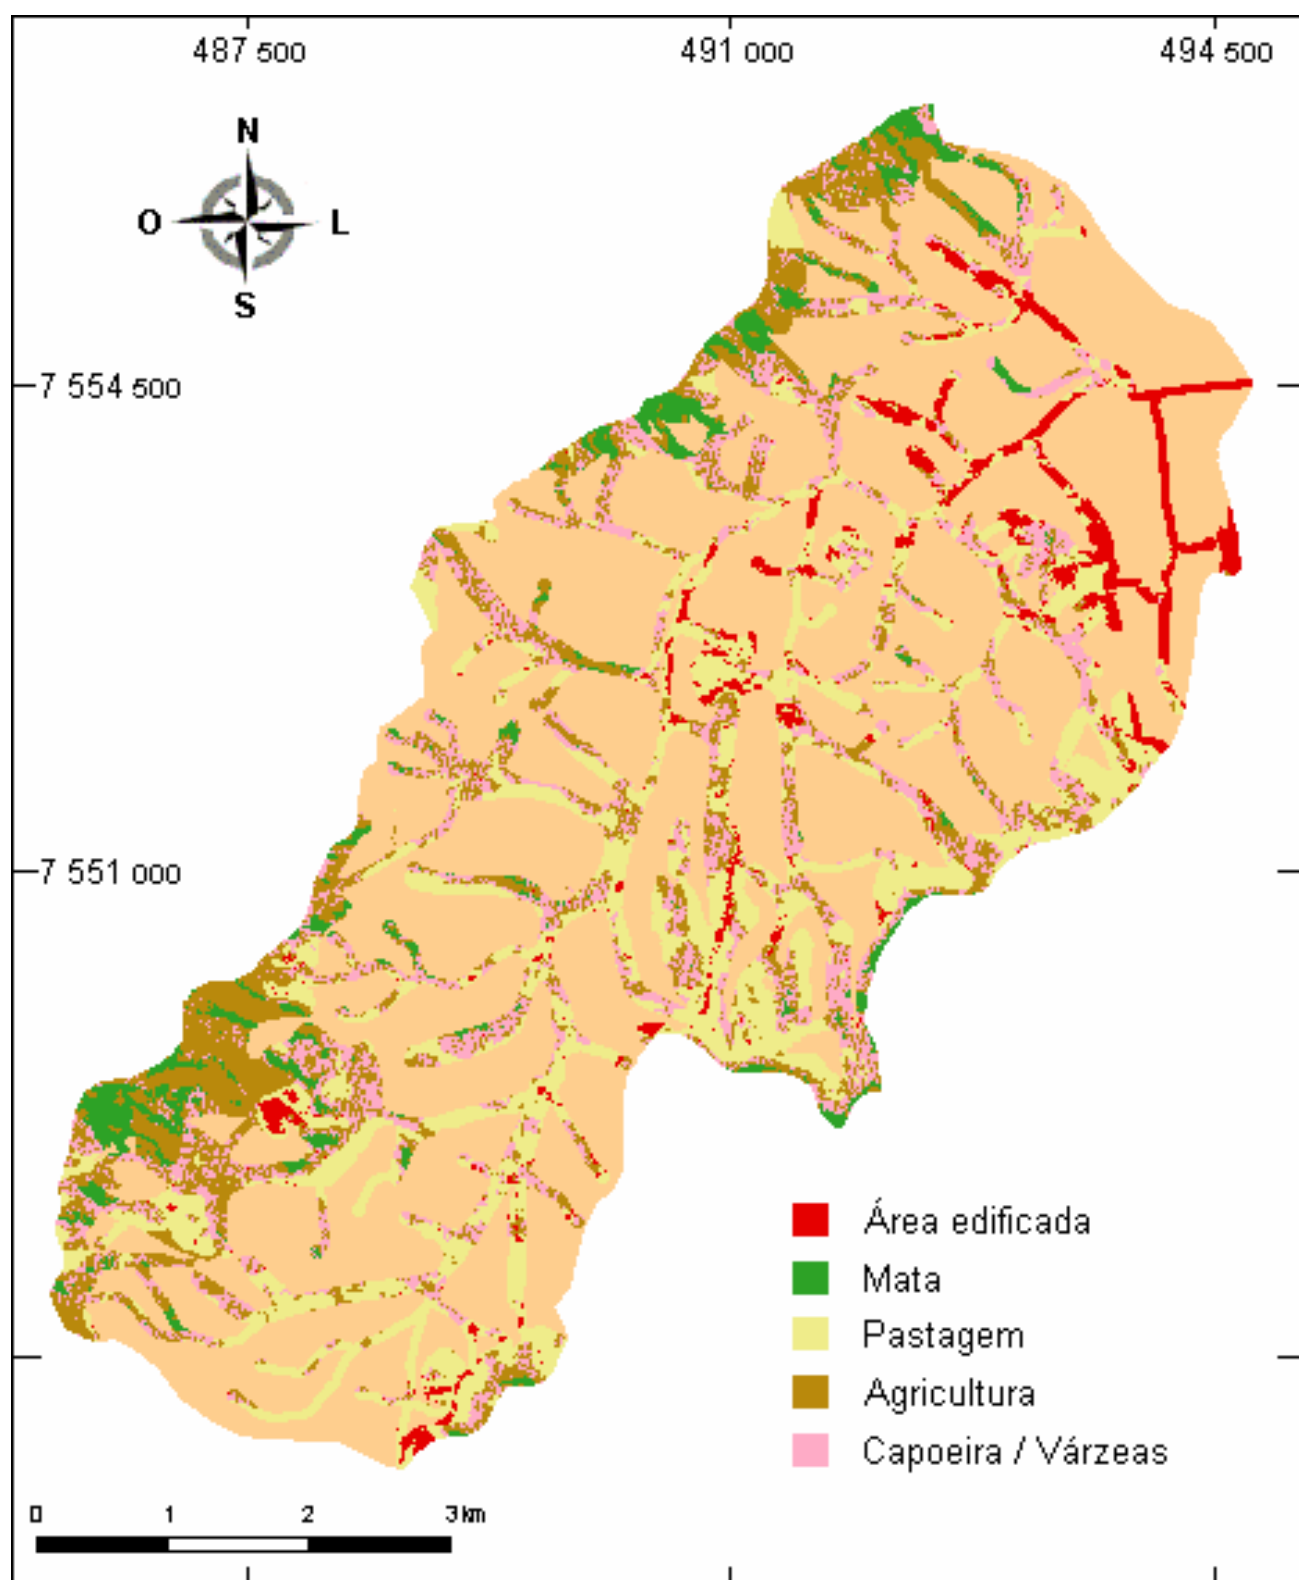 487 500
491 000
494 500
N
O
L
S
7 554 500
7 551 000
Área edificada
Mata
Pastagem
Agricultura
Capoeira / Várzeas
0 1 2 3 km